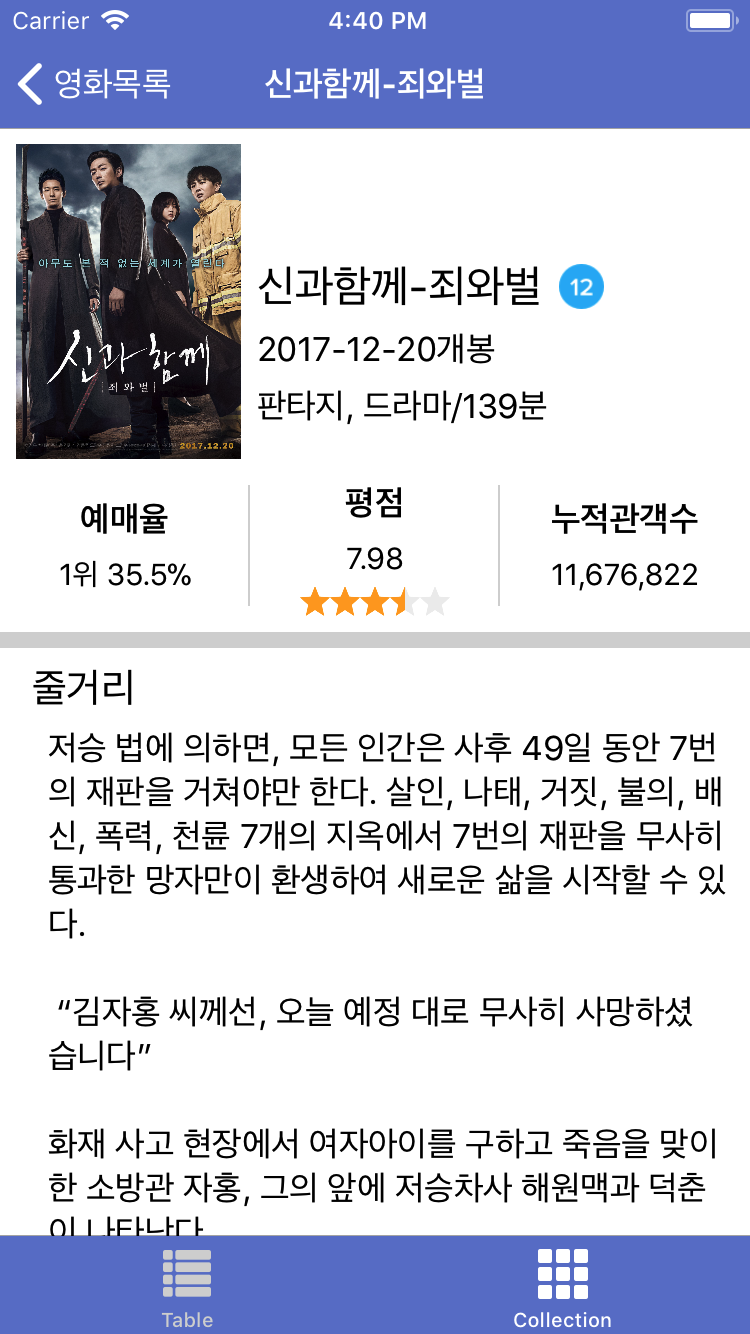 Carrier 4:40 PM
영화목록 신과함께-죄와벌
아무도 본 적 없는 세계가 열린다
신과함께
죄와벌
2017.12.20
신과함께-죄와벌 12
2017-12-20개봉
판타지, 드라마/139분
예매율 평점 누적관객수
1위 35.5% 7.98 11,676,822
줄거리
저승 법에 의하면, 모든 인간은 사후 49일 동안 7번
의 재판을 거쳐야만 한다. 살인, 나태, 거짓, 불의, 배
신, 폭력, 천륜 7개의 지옥에서 7번의 재판을 무사히
통과한 망자만이 환생하여 새로운 삶을 시작할 수 있
다.
“김자홍 씨께선, 오늘 예정 대로 무사히 사망하셨
습니다”
화재 사고 현장에서 여자아이를 구하고 죽음을 맞이
한 소방관 자홍, 그의 앞에 저승차사 해원맥과 덕춘
이 나타난다
Table Collection